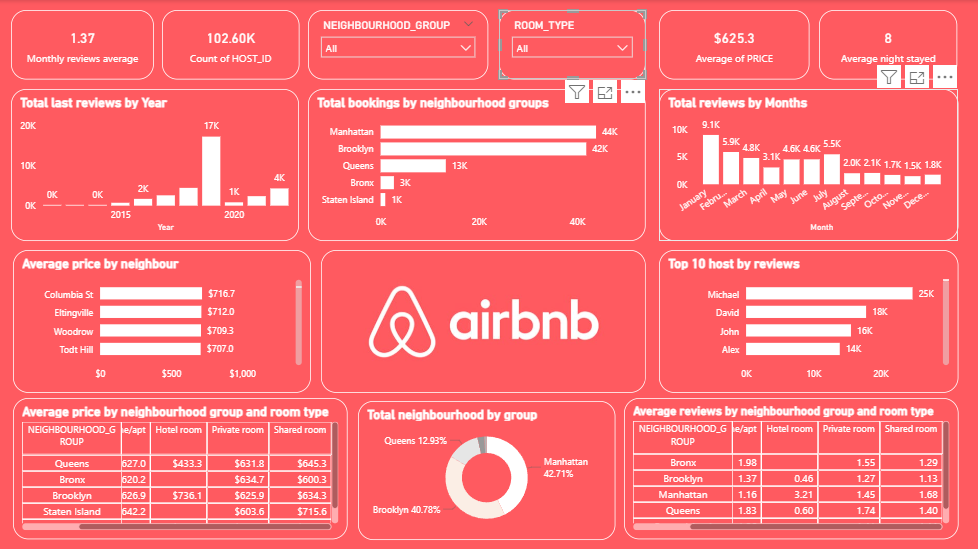 1.37
Monthly reviews average
102.60K
Count of HOST_ID
NEIGHBOURHOOD_GROUP
All
ROOM_TYPE
All
$625.3
Average of PRICE
8
Average night stayed
Total last reviews by Year
20K
10K
0K
0K
0K
2K
17K
1K
4K
2015
2020
Year
Total bookings by neighbourhood groups
Manhattan 44K
Brooklyn 42K
Queens 13K
Bronx 3K
Staten Island 1K
0K 20K 40K
Total reviews by Months
10K
5K
0K
9.1K 5.9K 4.8K 3.1K 4.6K 4.6K 5.5K 2.0K 2.1K 1.7K 1.5K 1.8K
January Febru... March April May June July August Septe... Octo... Nove... Dece...
Month
Average price by neighbour
Columbia St $716.7
Eltingville $712.0
Woodrow $709.3
Todt Hill $707.0
$0 $500 $1,000
airbnb
Top 10 host by reviews
Michael 25K
David 18K
John 16K
Alex 14K
0K 10K 20K
Average price by neighbourhood group and room type
NEIGHBOURHOOD_G
ROUP
ne/apt Hotel room Private room Shared room
Queens 627.0 $433.3 $631.8 $645.3
Bronx 620.2 $634.7 $600.3
Brooklyn 626.9 $736.1 $625.9 $634.3
Staten Island 642.2 $603.6 $715.6
Total neighbourhood by group
Queens 12.93%
Manhattan
42.71%
Brooklyn 40.78%
Average reviews by neighbourhood group and room type
NEIGHBOURHOOD_G
ROUP
ne/apt Hotel room Private room Shared room
Bronx 1.98 1.55 1.29
Brooklyn 1.37 0.46 1.27 1.13
Manhattan 1.16 3.21 1.45 1.68
Queens 1.83 0.60 1.74 1.40